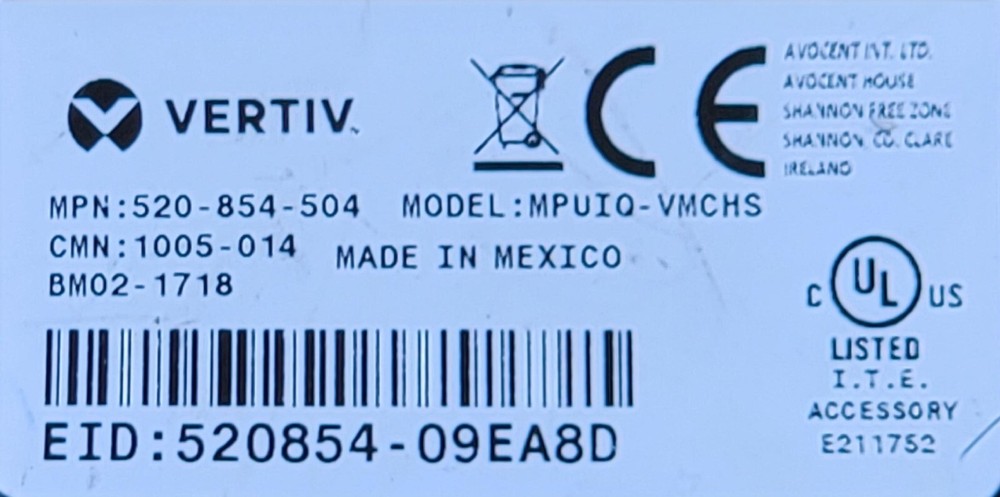 VERTIV
CE
AVOCENT INT. LTD.
AVOCENT HOUSE
SHANNON FREE ZONE
SHANNON, CO. CLARE
IRELAND
MPN:520-854-504 MODEL:MPUIQ-VMCHS
CMN:1005-014 MADE IN MEXICO
BM02-1718
C UL US
LISTED
I.T.E.
ACCESSORY
E211752
EID:520854-09EA8D